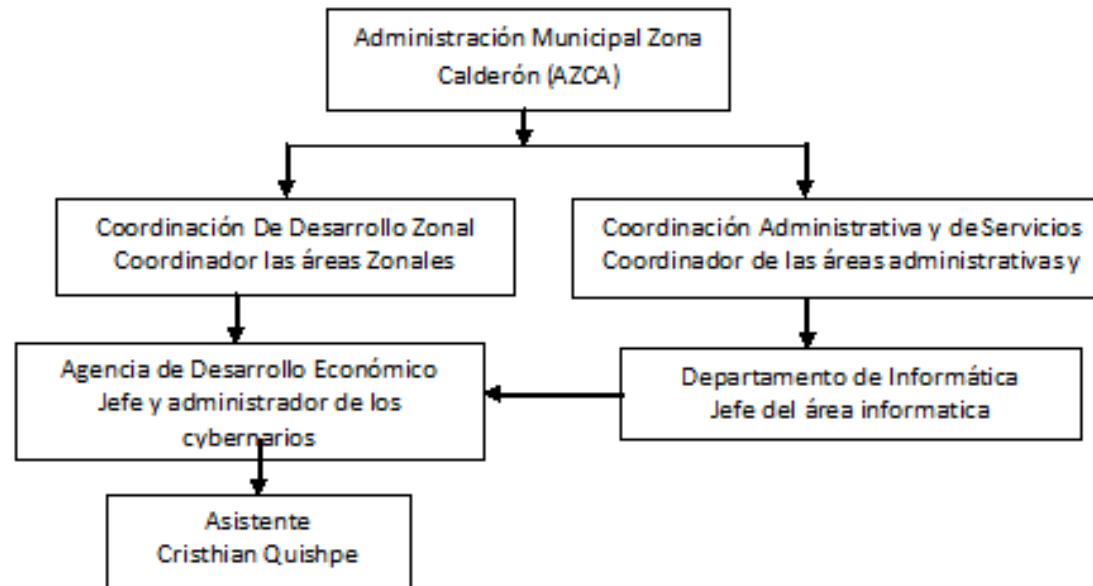 Administración Municipal Zona
Calderón (AZCA)
Coordinación De Desarrollo Zonal
Coordinador las áreas Zonales
Coordinación Administrativa y de Servicios
Coordinador de las áreas administrativas y
Agencia de Desarrollo Económico
Jefe y administrador de los
cybernarios
Departamento de Informática
Jefe del área informatica
Asistente
Cristhian Quishpe